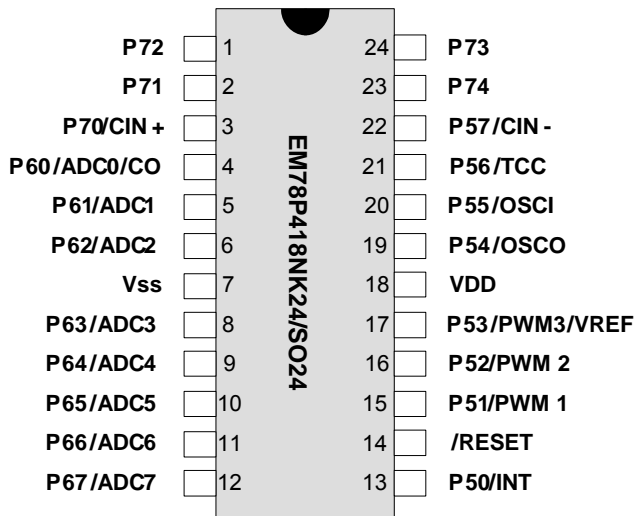 P72 1 24 P73
P71 2 23 P74
P70/CIN + 3 22 P57/CIN -
P60/ADC0/CO 4 21 P56/TCC
P61/ADC1 5 20 P55/OSCI
P62/ADC2 6 19 P54/OSCO
Vss 7 18 VDD
P63/ADC3 8 17 P53/PWM3/VREF
P64/ADC4 9 16 P52/PWM 2
P65/ADC5 10 15 P51/PWM 1
P66/ADC6 11 14 /RESET
P67/ADC7 12 13 P50/INT
EM78P418NK24/SO24